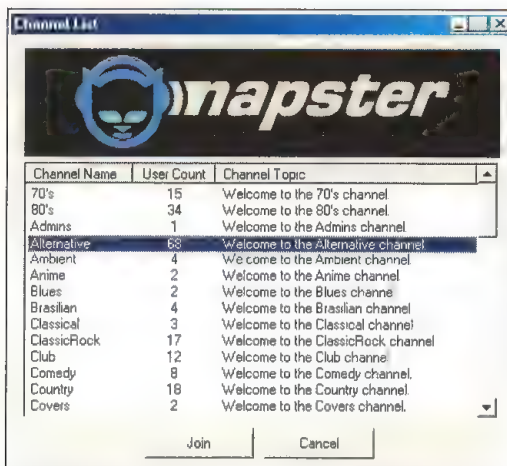 Channel List
napster
Channel Name User Count Channel Topic
70's 15 Welcome to the 70's channel.
80's 34 Welcome to the 80's channel.
Admins 1 Welcome to the Admins channel.
Alternative 68 Welcome to the Alternative channel.
Ambient 4 Welcome to the Ambient channel.
Anime 2 Welcome to the Anime channel.
Blues 2 Welcome to the Blues channel
Brasilian 4 Welcome to the Brasilian channel
Classical 3 Welcome to the Classical channel
ClassicRock 17 Welcome to the ClassicRock channel
Club 12 Welcome to the Club channel
Comedy 8 Welcome to the Comedy channel.
Country 18 Welcome to the Country channel.
Covers 2 Welcome to the Covers channel.
Join Cancel